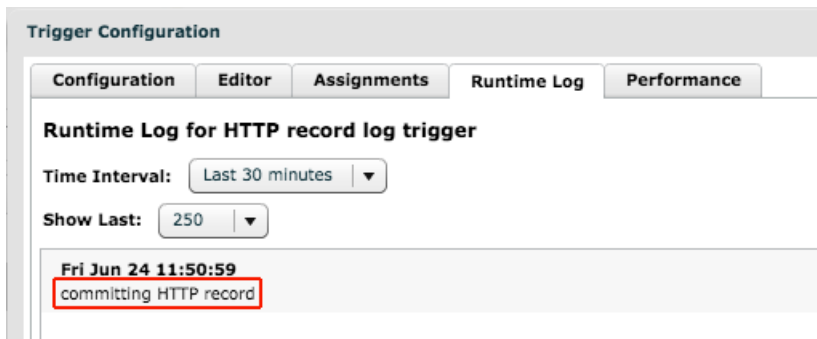 Trigger Configuration
Configuration Editor Assignments Runtime Log Performance
Runtime Log for HTTP record log trigger
Time Interval: Last 30 minutes
Show Last: 250
Fri Jun 24 11:50:59
committing HTTP record